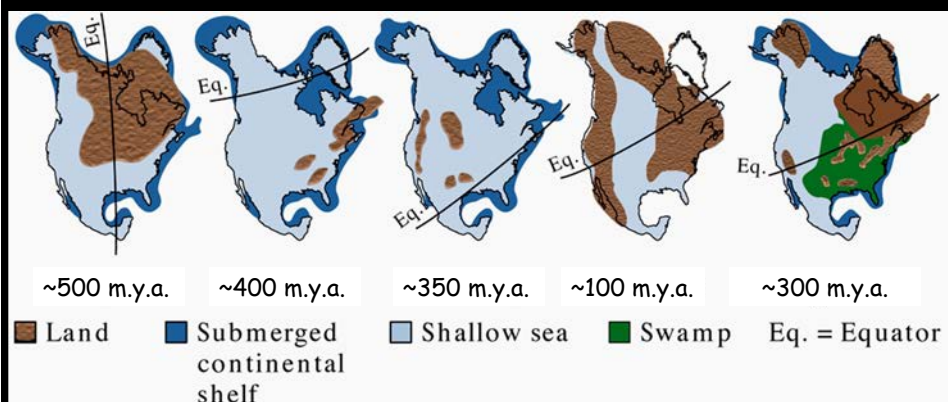 Eq.
Eq.
Eq.
Eq.
Eq.
~500 m.y.a.
~400 m.y.a.
~350 m.y.a.
~100 m.y.a.
~300 m.y.a.
Land
Submerged
continental
shelf
Shallow sea
Swamp
Eq. = Equator